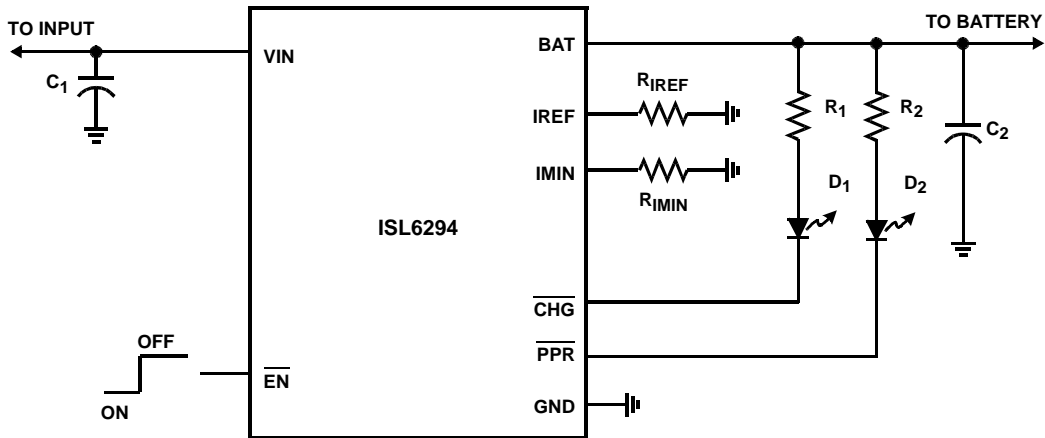 TO INPUT
C1
VIN
BAT
TO BATTERY
IREF
RIREF
IMIN
RIMIN
R1
R2
C2
D1
D2
ISL6294
CHG
PPR
OFF
ON
EN
GND